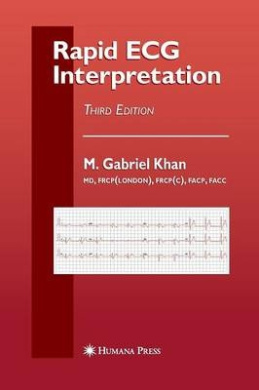 Rapid ECG
Interpretation
THIRD EDITION
M. Gabriel Khan
MD, FRCP(LONDON), FRCP(C), FACP, FACC
HUMANA PRESS